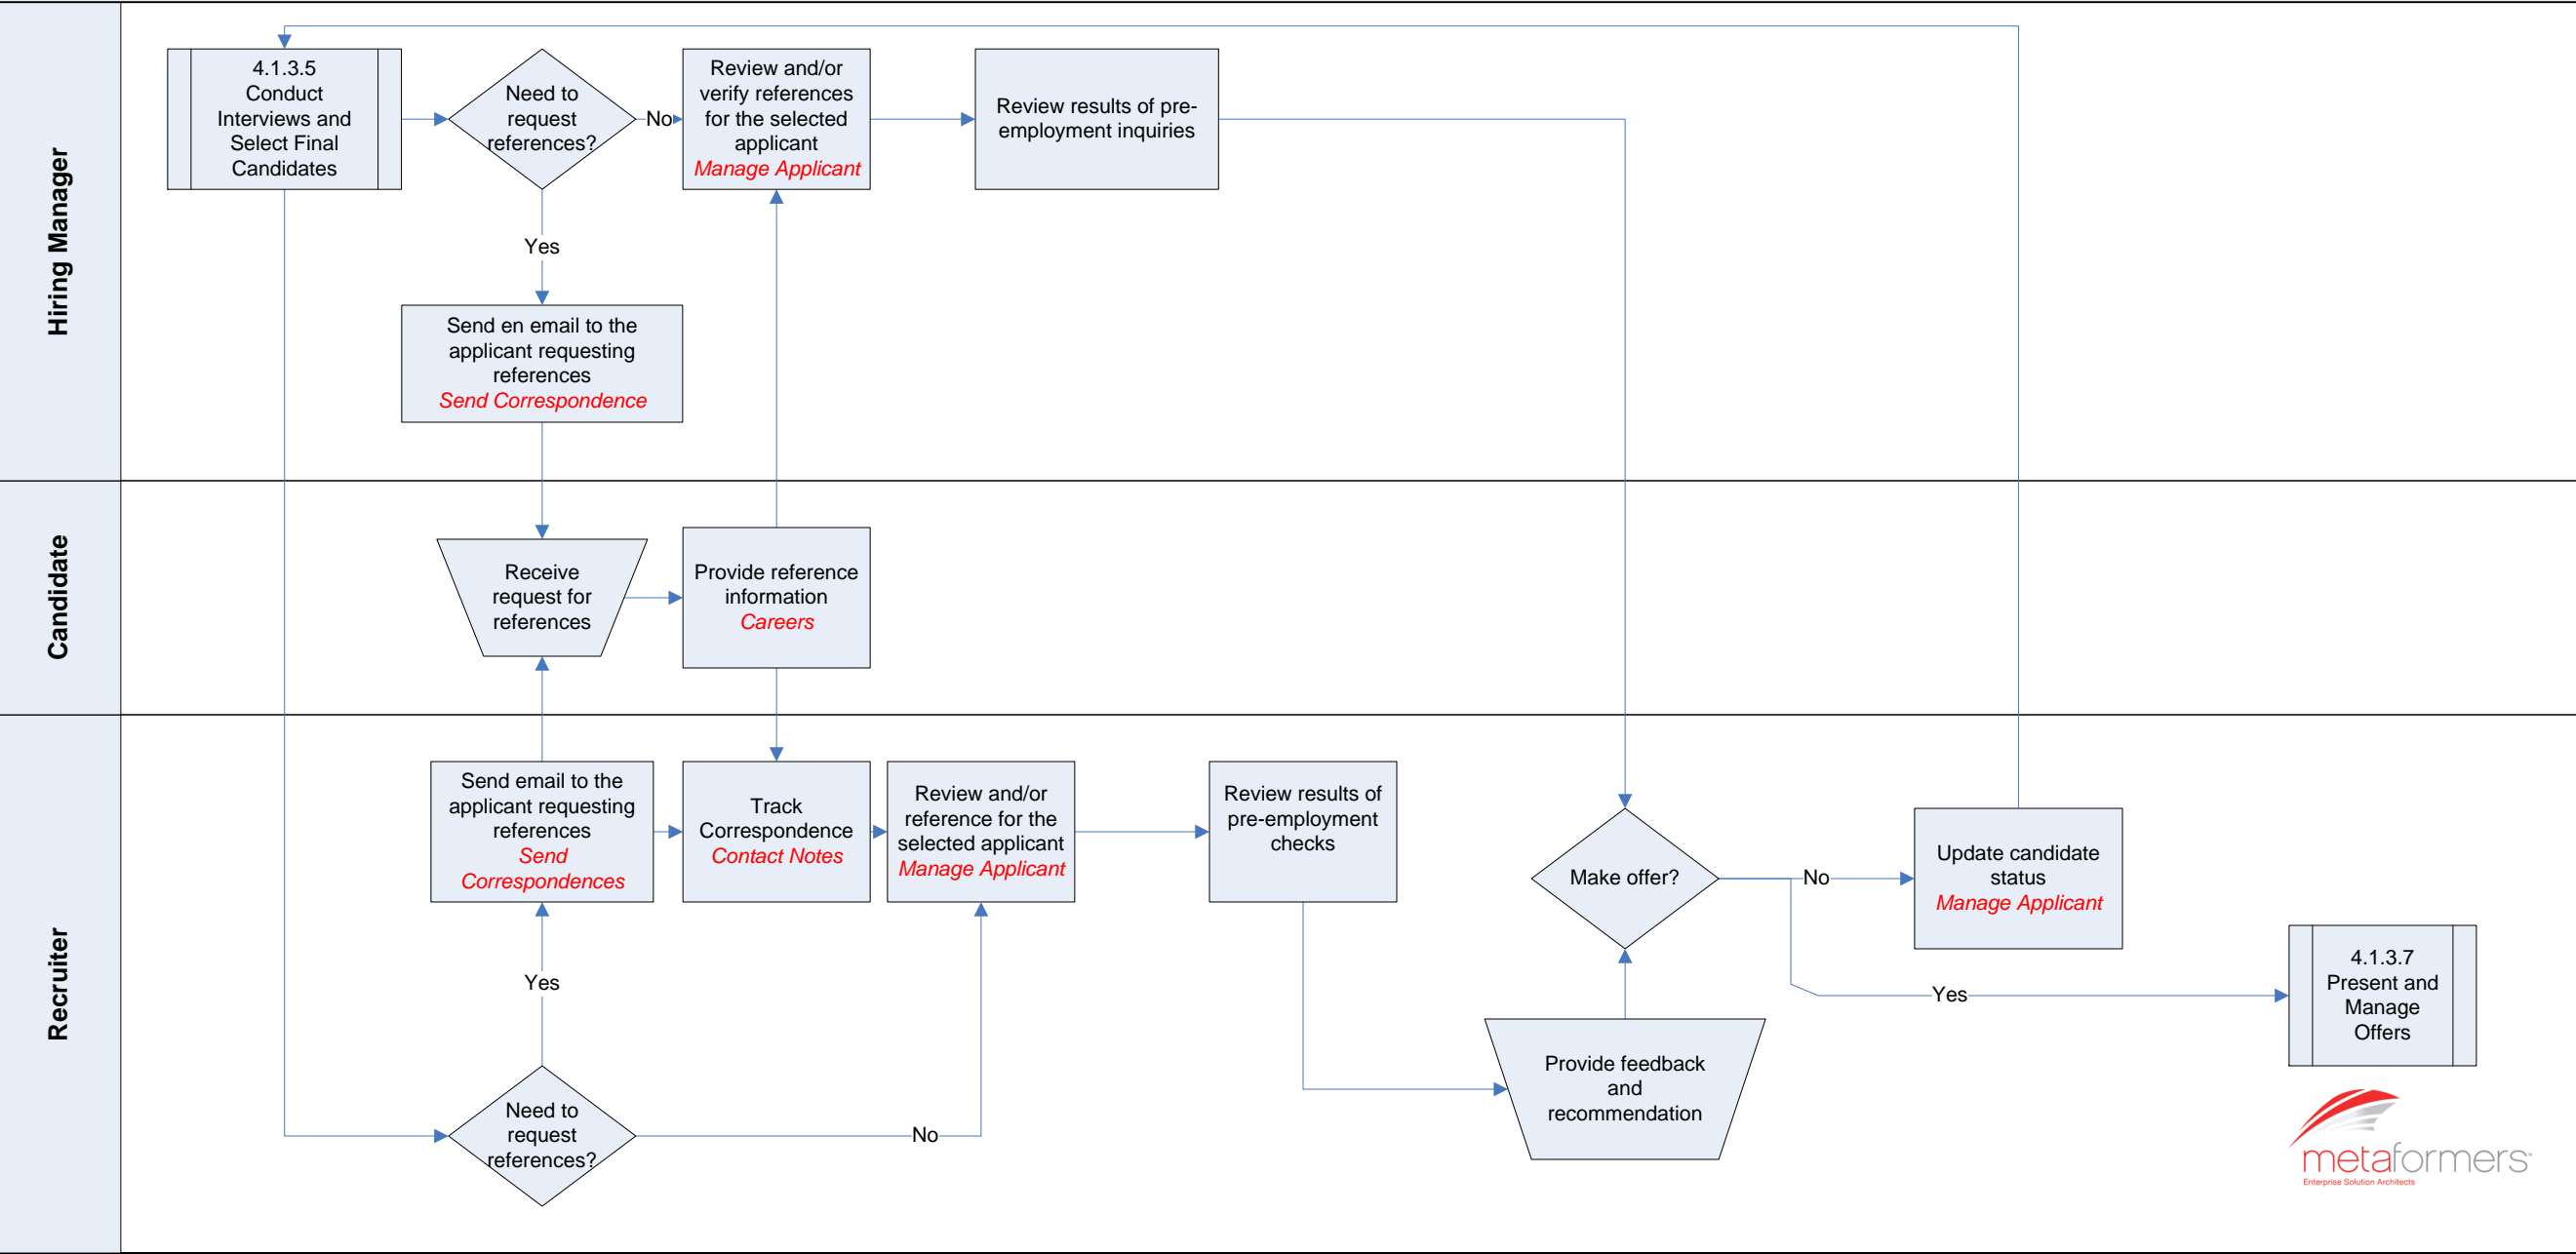 Hiring Manager
4.1.3.5
Conduct
Interviews and
Select Final
Candidates
Need to
request
references?
No
Review and/or
verify references
for the selected
applicant
Manage Applicant
Review results of pre-
employment inquiries
Yes
Send en email to the
applicant requesting
references
Send Correspondence
Candidate
Receive
request for
references
Provide reference
information
Careers
Recruiter
Send email to the
applicant requesting
references
Send
Correspondences
Track
Correspondence
Contact Notes
Review and/or
reference for the
selected applicant
Manage Applicant
Review results of
pre-employment
checks
Make offer?
No
Update candidate
status
Manage Applicant
Yes
Yes
4.1.3.7
Present and
Manage
Offers
Need to
request
references?
No
Provide feedback
and
recommendation
metaformers™
Enterprise Solution Architects